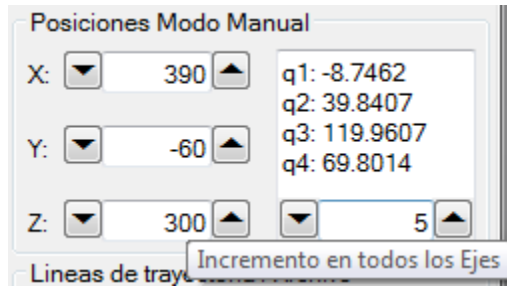 Posiciones Modo Manual
X: 390
q1: -8.7462
q2: 39.8407
q3: 119.9607
q4: 69.8014
Y: -60
Z: 300
5
Incremento en todos los Ejes
Lineas de